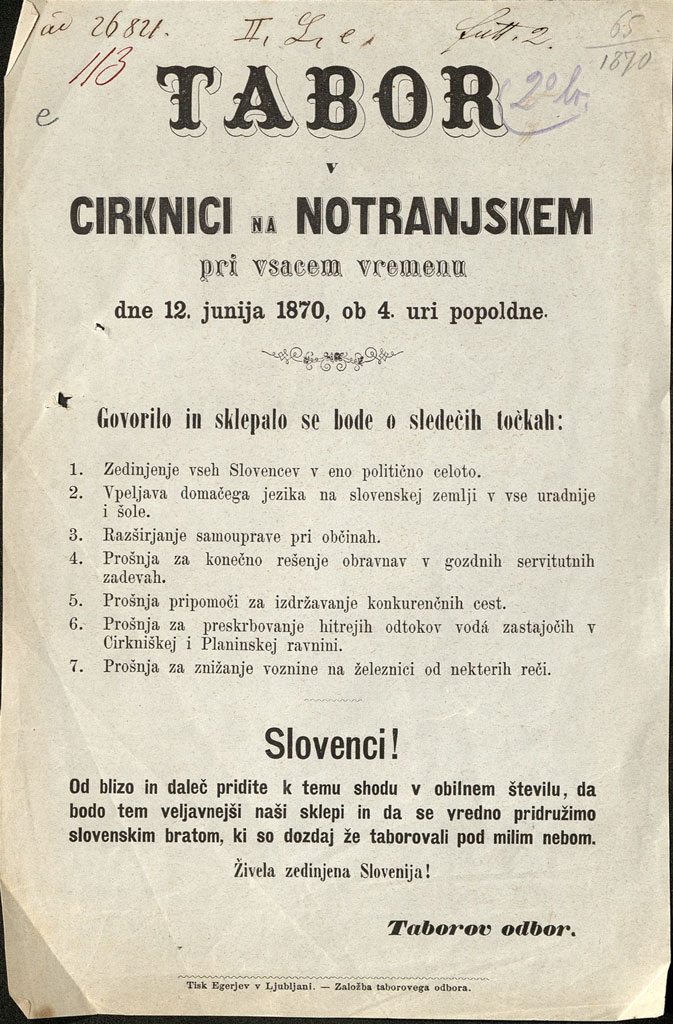 26821. II, L, e,
113
65
1870
e
TABOR
v
CIRKNICI NA NOTRANJSKEM
pri vsacem vremenu
dne 12. junija 1870, ob 4. uri popoldne.
Govorilo in sklepalo se bode o sledečih točkah:
1. Zedinjenje vseh Slovencev v eno politično celoto.
2. Vpeljava domačega jezika na slovenskej zemlji v vse uradnije
i šole.
3. Razširjanje samouprave pri občinah.
4. Prošnja za konečno rešenje obravnav v gozdnih servitutnih
zadevah.
5. Prošnja pripomoči za izdržavanje konkurenčnih cest.
6. Prošnja za preskrbovanje hitrejih odtokov vodá zastajočih v
Cirkniškej i Planinskej ravnini.
7. Prošnja za znižanje voznine na železnici od nekterih reči.
Slovenci!
Od blizo in daleč pridite k temu shodu v obilnem številu, da
bodo tem veljavnejši naši sklepi in da se vredno pridružimo
slovenskim bratom, ki so dozdaj že taborovali pod milim nebom.
Živela zedinjena Slovenija!
Taborov odbor.
Tisk Egerjev v Ljubljani. — Založba taborovega odbora.